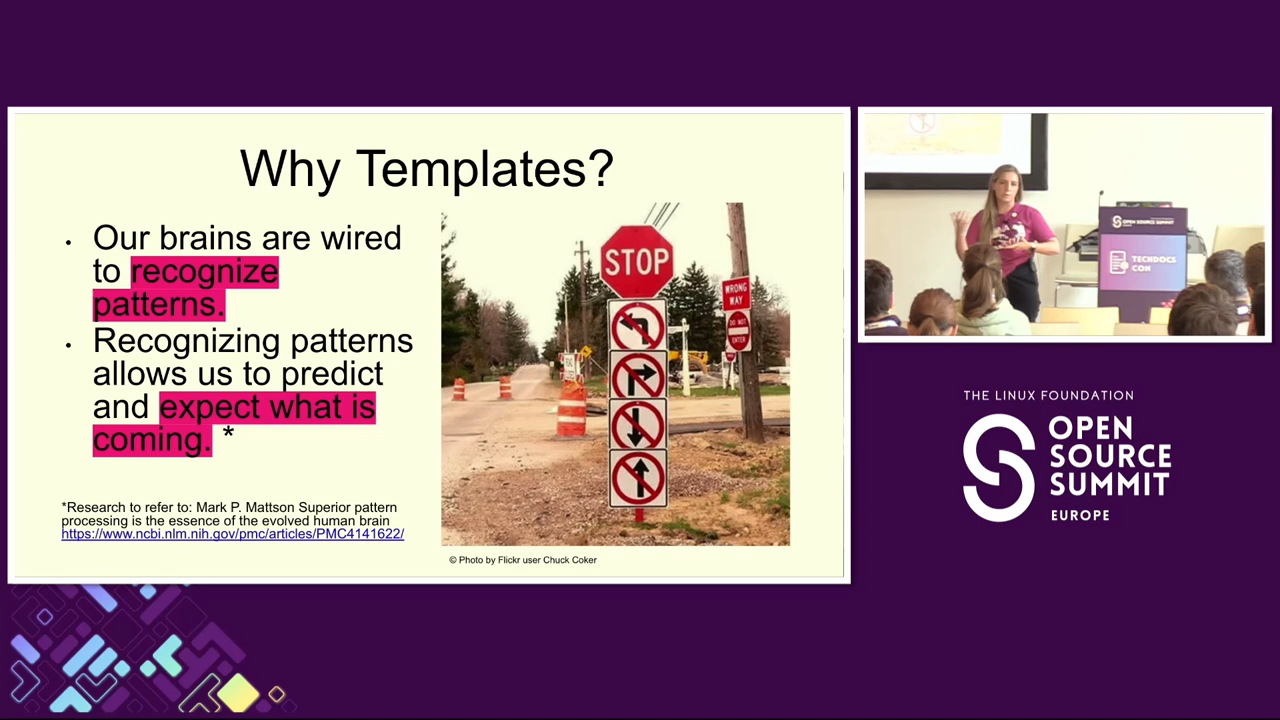 Why Templates?
• Our brains are wired
to recognize
patterns.
• Recognizing patterns
allows us to predict
and expect what is
coming. *
*Research to refer to: Mark P. Mattson Superior pattern
processing is the essence of the evolved human brain
https://www.ncbi.nlm.nih.gov/pmc/articles/PMC4141622/
STOP
WRONG
WAY
DO NOT
ENTER
© Photo by Flickr user Chuck Coker
OPEN SOURCE SUMMIT
TECHDOCS
CON
THE LINUX FOUNDATION
OPEN
SOURCE
SUMMIT
EUROPE